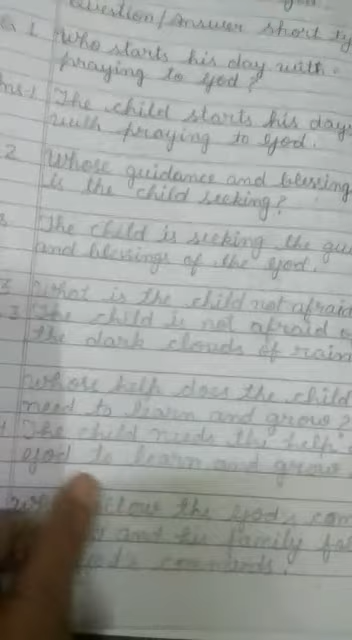 Question/Answer short
Q 1 Who starts his day with
praying to God?
Ans-1 The child starts his day
with praying to God.
2 Whose guidance and blessing
is the child seeking?
The child is seeking the
and blessings of the God.
3 What is the child not afraid
3 The child is not afraid
the dark clouds of rain
Whose help does the child
need to learn and grow?
The child needs the help
God to learn and grow
the God's
and his family